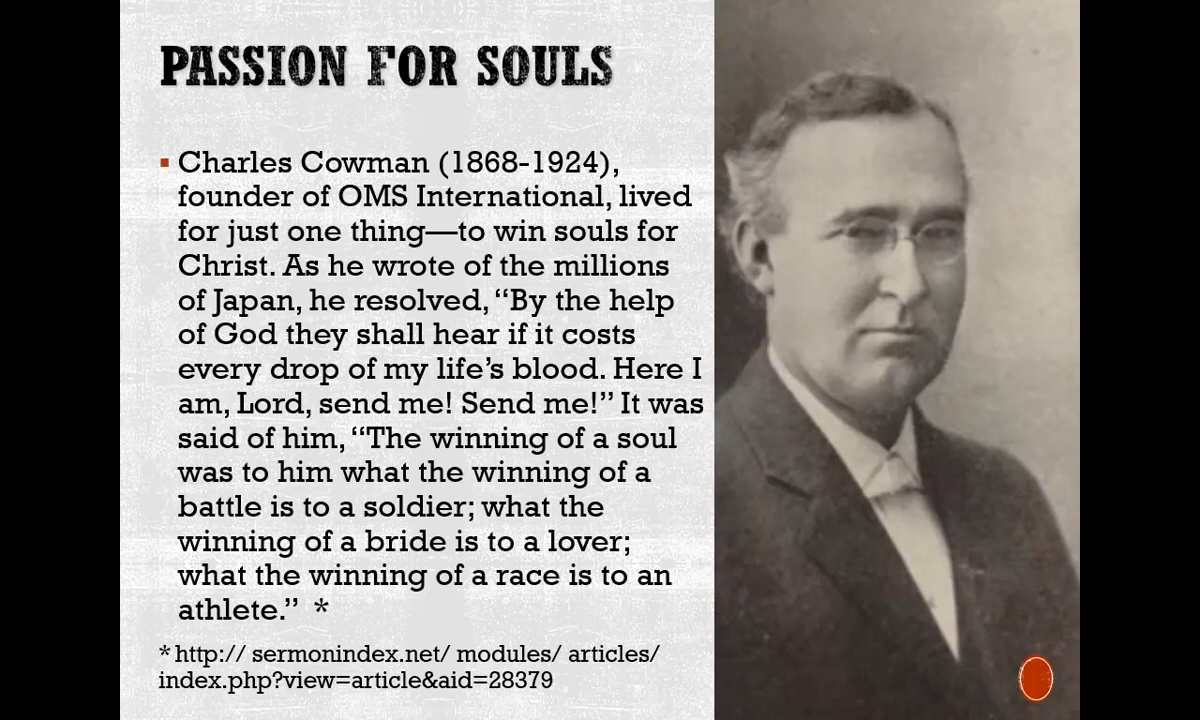 PASSION FOR SOULS
▪ Charles Cowman (1868-1924),
founder of OMS International, lived
for just one thing—to win souls for
Christ. As he wrote of the millions
of Japan, he resolved, “By the help
of God they shall hear if it costs
every drop of my life’s blood. Here I
am, Lord, send me! Send me!” It was
said of him, “The winning of a soul
was to him what the winning of a
battle is to a soldier; what the
winning of a bride is to a lover;
what the winning of a race is to an
athlete.” *
* http:// sermonindex.net/ modules/ articles/
index.php?view=article&aid=28379